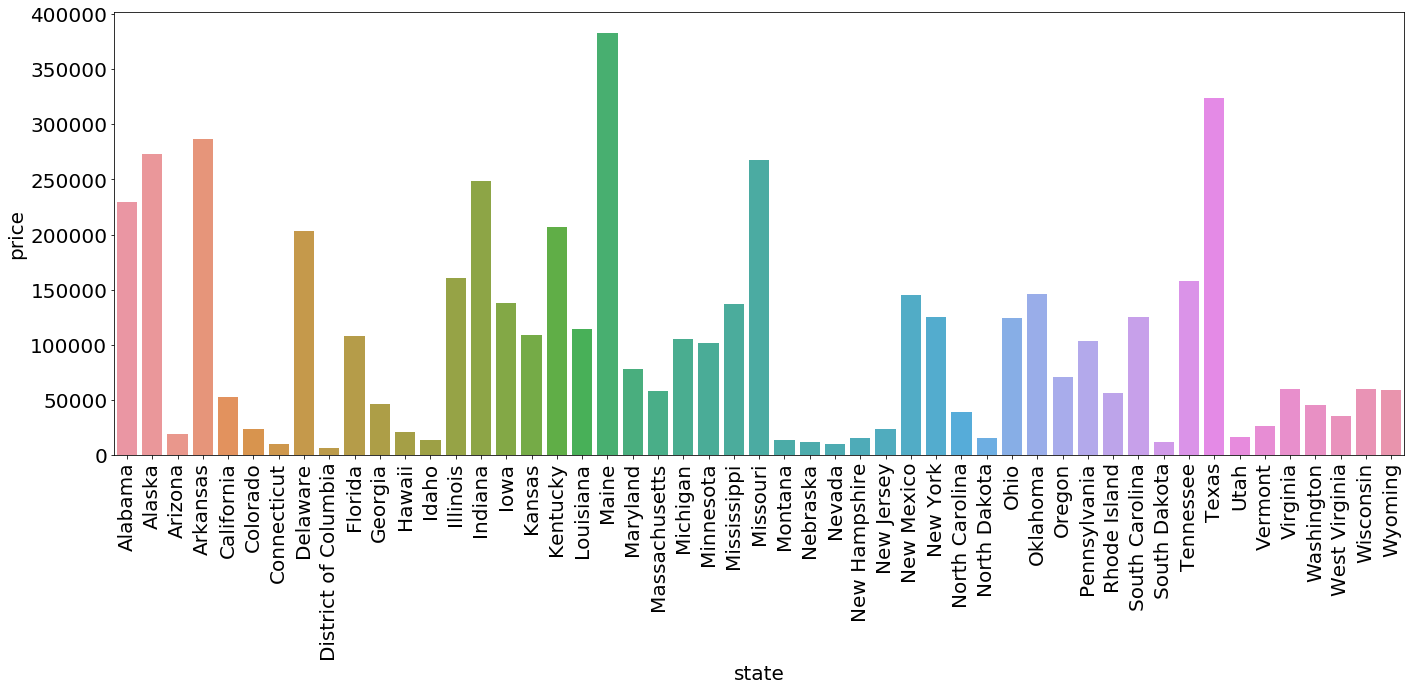 400000
350000
300000
250000
200000
150000
100000
50000
0
price
Alabama
Alaska
Arizona
Arkansas
California
Colorado
Connecticut
Delaware
District of Columbia
Florida
Georgia
Hawaii
Idaho
Illinois
Indiana
Iowa
Kansas
Kentucky
Louisiana
Maine
Maryland
Massachusetts
Michigan
Minnesota
Mississippi
Missouri
Montana
Nebraska
Nevada
New Hampshire
New Jersey
New Mexico
New York
North Carolina
North Dakota
Ohio
Oklahoma
Oregon
Pennsylvania
Rhode Island
South Carolina
South Dakota
Tennessee
Texas
Utah
Vermont
Virginia
Washington
West Virginia
Wisconsin
Wyoming
state